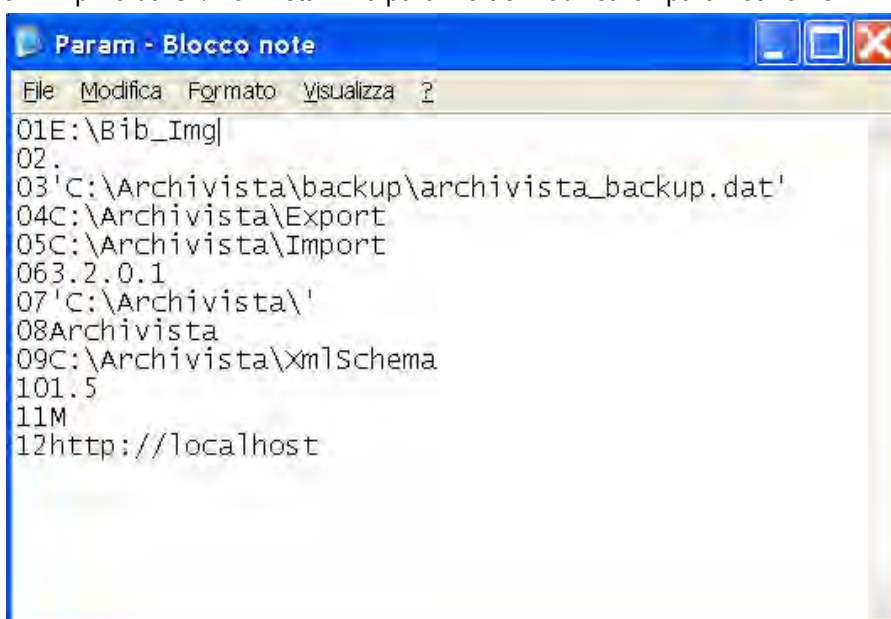 Param - Blocco note
File Modifica Formato Visualizza ?
01E:\Bib_Img
02.
03'C:\Archivista\backup\archivista_backup.dat'
04C:\Archivista\Export
05C:\Archivista\Import
063.2.0.1
07'C:\Archivista\'
08Archivista
09C:\Archivista\XmlSchema
101.5
11M
12http://localhost